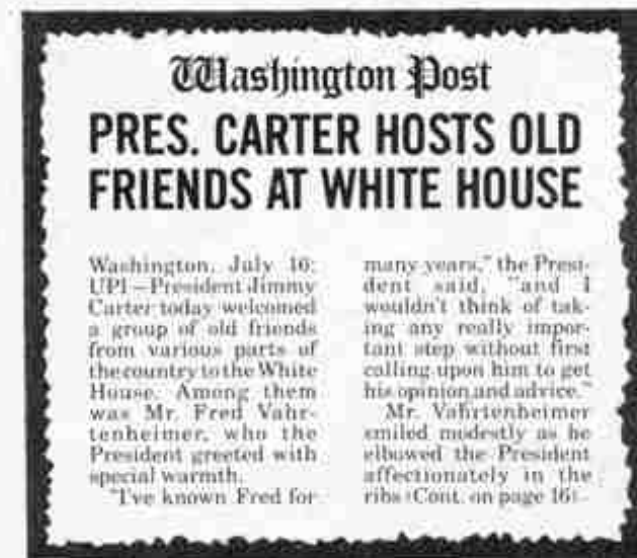 Washington Post
PRES. CARTER HOSTS OLD
FRIENDS AT WHITE HOUSE
Washington, July 16:
UPI – President Jimmy
Carter today welcomed
a group of old friends
from various parts of
the country to the White
House. Among them
was Mr. Fred Vahr-
tenheimer, who the
President greeted with
special warmth.
"I've known Fred for
many years," the Presi-
dent said, "and I
wouldn't think of tak-
ing any really impor-
tant step without first
calling upon him to get
his opinion and advice."
Mr. Vahrtenheimer
smiled modestly as he
elbowed the President
affectionately in the
ribs (Cont. on page 16)